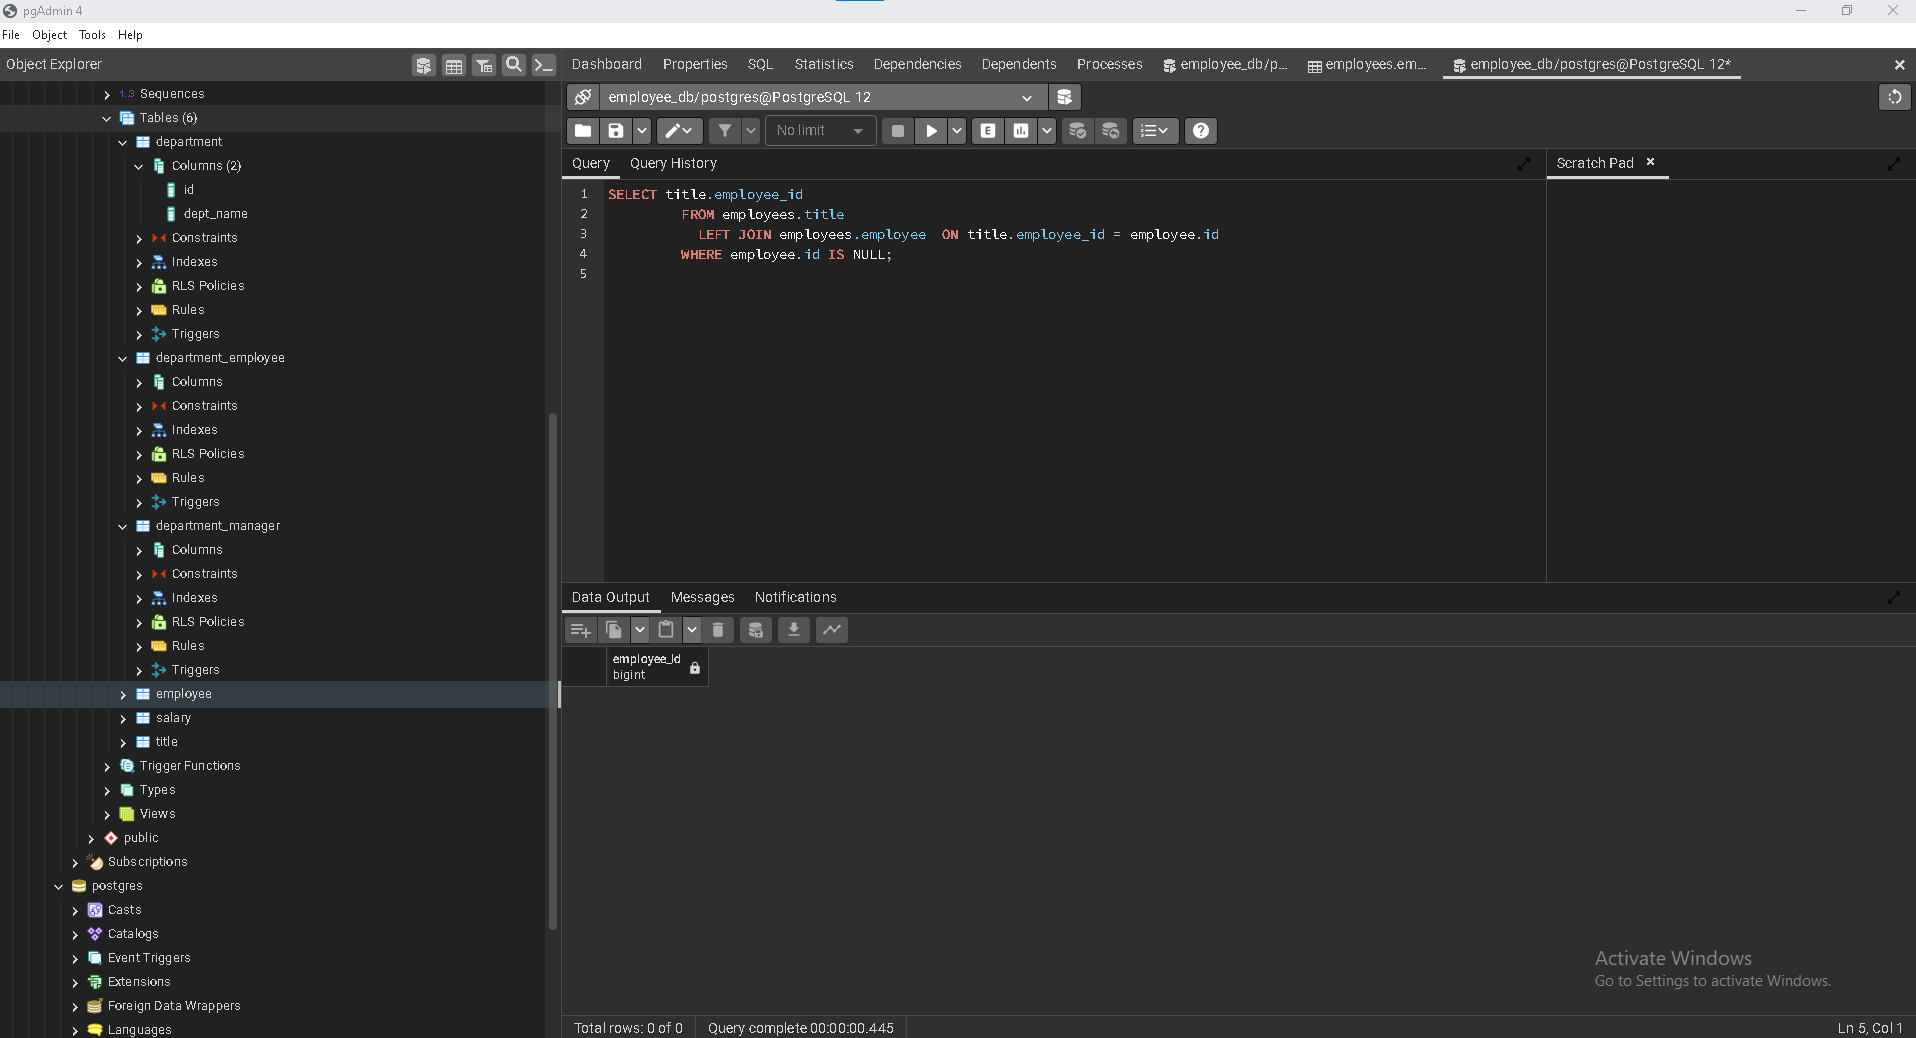 pgAdmin 4
File Object Tools Help
Object Explorer
1..3 Sequences
Tables (6)
department
Columns (2)
id
dept_name
Constraints
Indexes
RLS Policies
Rules
Triggers
department_employee
Columns
Constraints
Indexes
RLS Policies
Rules
Triggers
department_manager
Columns
Constraints
Indexes
RLS Policies
Rules
Triggers
employee
salary
title
Trigger Functions
Types
Views
public
Subscriptions
postgres
Casts
Catalogs
Event Triggers
Extensions
Foreign Data Wrappers
Languages
Dashboard Properties SQL Statistics Dependencies Dependents Processes employee_db/p... employees.em... employee_db/postgres@PostgreSQL 12*
employee_db/postgres@PostgreSQL 12
No limit
E
Query Query History
Scratch Pad
1 SELECT title.employee_id
2 FROM employees.title
3 LEFT JOIN employees.employee ON title.employee_id = employee.id
4 WHERE employee.id IS NULL;
5
Data Output Messages Notifications
employee_id
bigint
Activate Windows
Go to Settings to activate Windows.
Total rows: 0 of 0 Query complete 00:00:00.445 Ln 5, Col 1